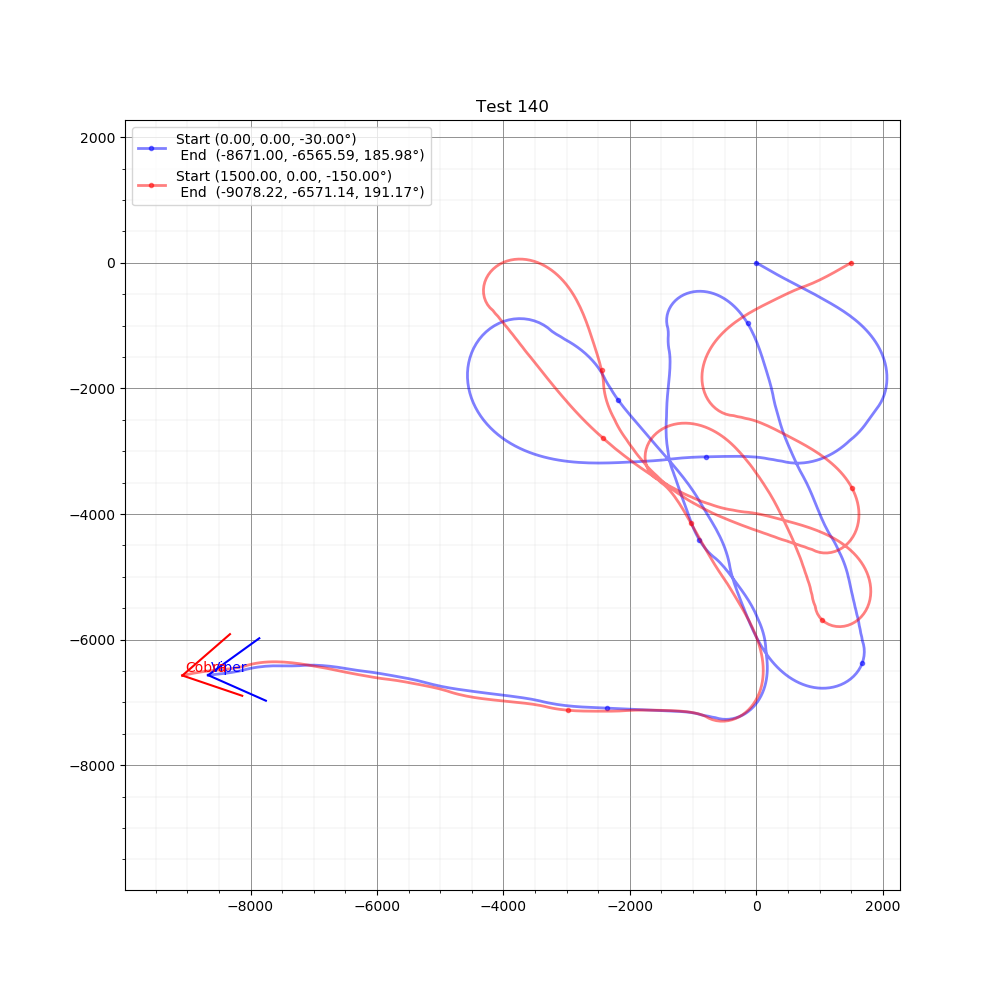 Test 140
Start (0.00, 0.00, -30.00°)
End (-8671.00, -6565.59, 185.98°)
Start (1500.00, 0.00, -150.00°)
End (-9078.22, -6571.14, 191.17°)
2000
0
−2000
−4000
−6000
−8000
Cobra
Viper
−8000 −6000 −4000 −2000 0 2000